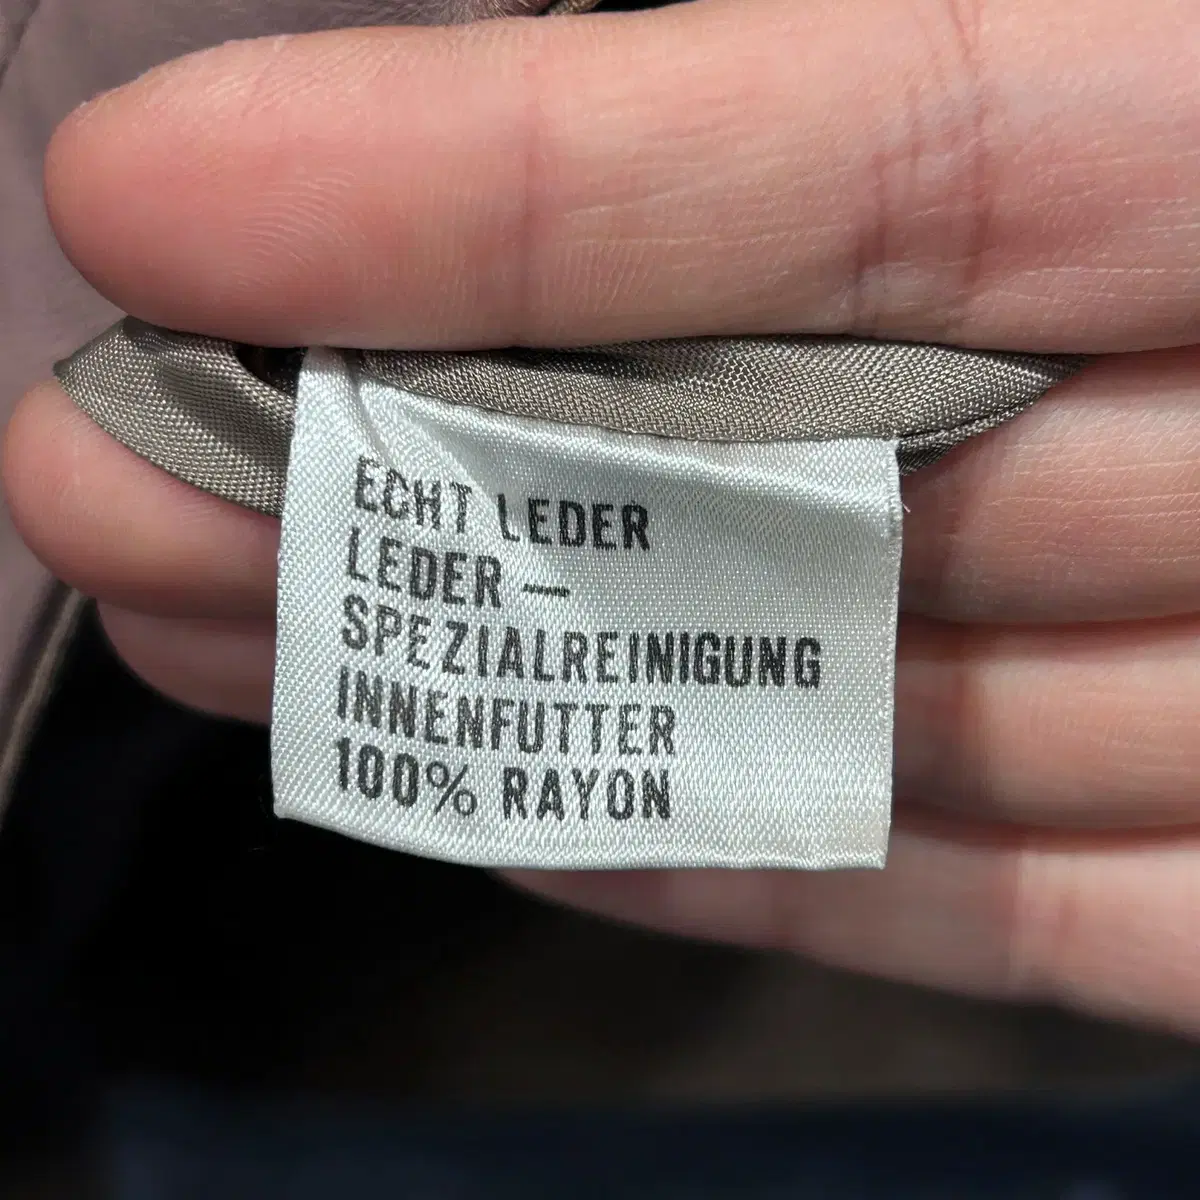 ECHT LEDER
LEDER —
SPEZIALREINIGUNG
INNENFUTTER
100% RAYON